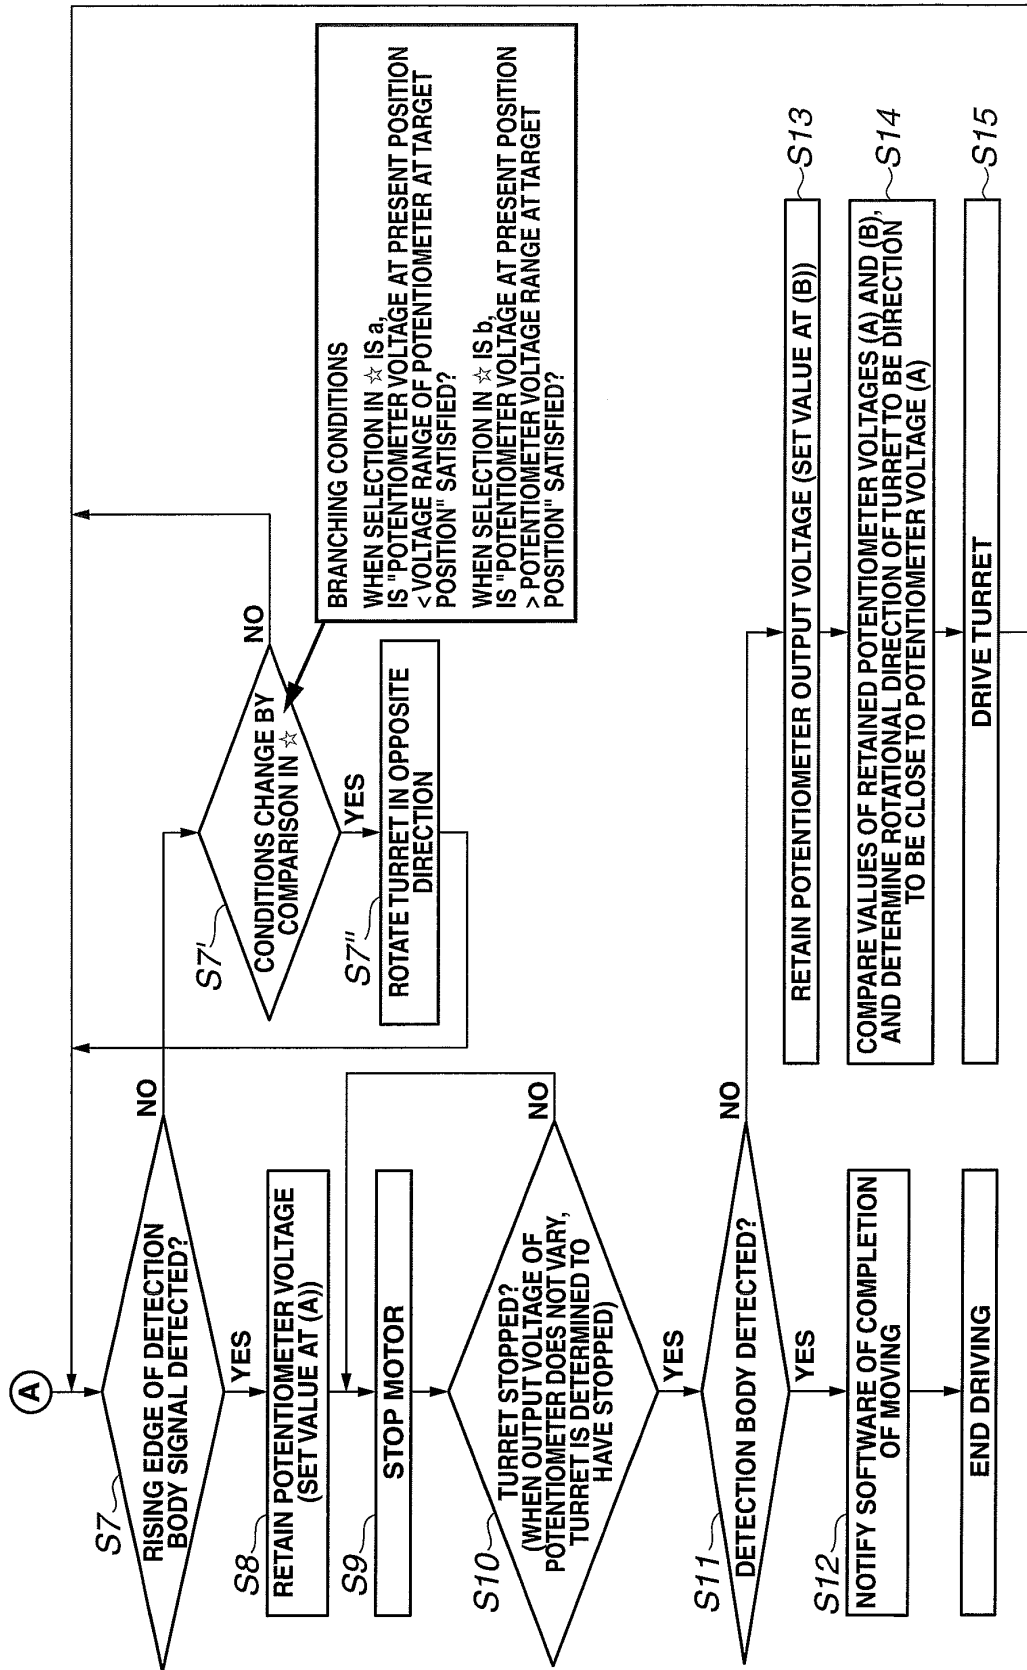 A
S7
RISING EDGE OF DETECTION
BODY SIGNAL DETECTED?
NO
YES
S7'
CONDITIONS CHANGE BY
COMPARISON IN ☆
NO
YES
S7"
ROTATE TURRET IN OPPOSITE
DIRECTION
BRANCHING CONDITIONS
WHEN SELECTION IN ☆ IS a,
IS "POTENTIOMETER VOLTAGE AT PRESENT POSITION
< VOLTAGE RANGE OF POTENTIOMETER AT TARGET
POSITION" SATISFIED?
WHEN SELECTION IN ☆ IS b,
IS "POTENTIOMETER VOLTAGE AT PRESENT POSITION
> POTENTIOMETER VOLTAGE RANGE AT TARGET
POSITION" SATISFIED?
S8
RETAIN POTENTIOMETER VOLTAGE
(SET VALUE AT (A))
S9
STOP MOTOR
S10
TURRET STOPPED?
(WHEN OUTPUT VOLTAGE OF
POTENTIOMETER DOES NOT VARY,
TURRET IS DETERMINED TO
HAVE STOPPED)
NO
YES
S11
DETECTION BODY DETECTED?
NO
YES
S12
NOTIFY SOFTWARE OF COMPLETION
OF MOVING
END DRIVING
RETAIN POTENTIOMETER OUTPUT VOLTAGE (SET VALUE AT (B))
S13
COMPARE VALUES OF RETAINED POTENTIOMETER VOLTAGES (A) AND (B),
AND DETERMINE ROTATIONAL DIRECTION OF TURRET TO BE DIRECTION
TO BE CLOSE TO POTENTIOMETER VOLTAGE (A)
S14
DRIVE TURRET
S15